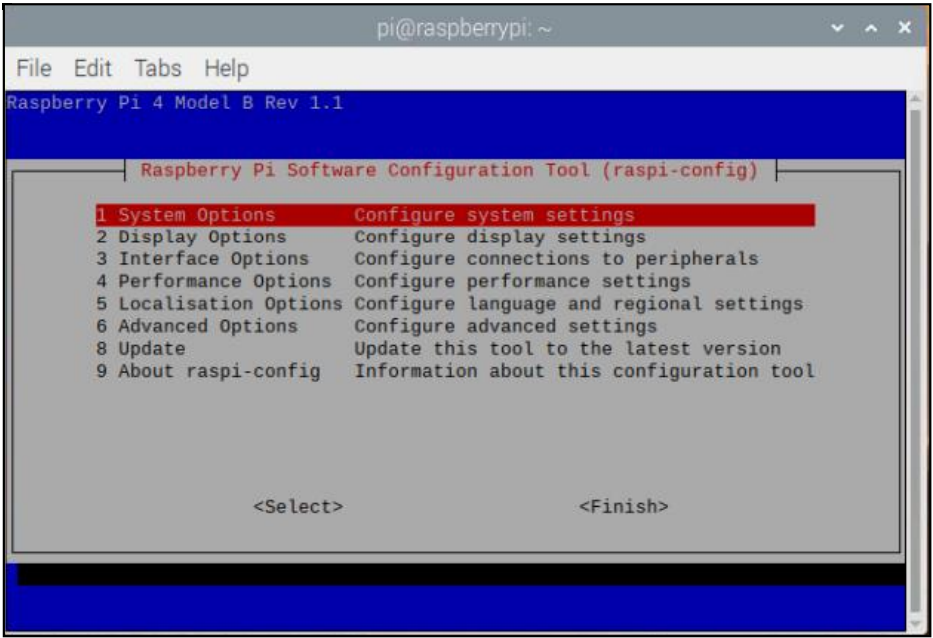 pi@raspberrypi: ~
File Edit Tabs Help
Raspberry Pi 4 Model B Rev 1.1
Raspberry Pi Software Configuration Tool (raspi-config)
1 System Options Configure system settings
2 Display Options Configure display settings
3 Interface Options Configure connections to peripherals
4 Performance Options Configure performance settings
5 Localisation Options Configure language and regional settings
6 Advanced Options Configure advanced settings
8 Update Update this tool to the latest version
9 About raspi-config Information about this configuration tool
<Select> <Finish>